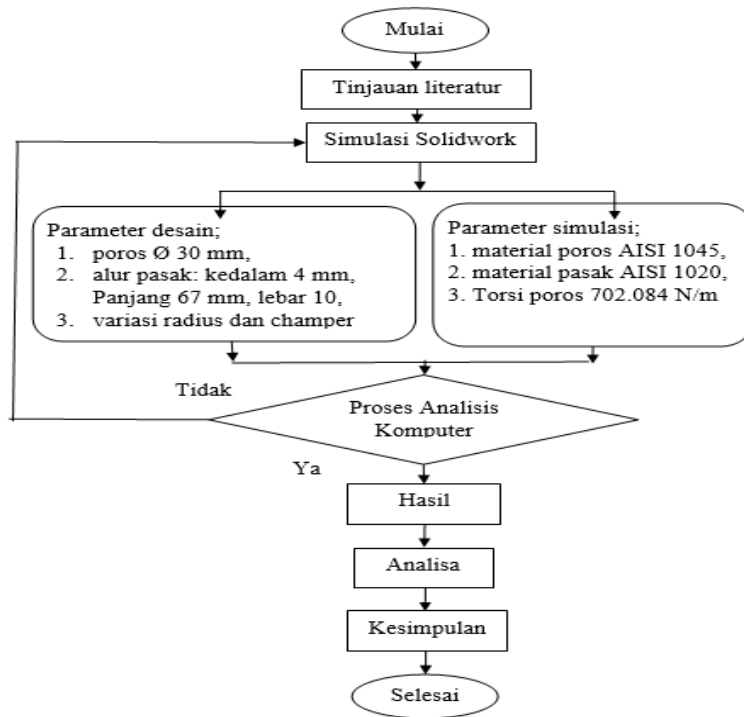 Mulai
Tinjauan literatur
Simulasi Solidwork
Parameter desain;
1. poros Ø 30 mm,
2. alur pasak: kedalam 4 mm,
Panjang 67 mm, lebar 10,
3. variasi radius dan champer
Parameter simulasi;
1. material poros AISI 1045,
2. material pasak AISI 1020,
3. Torsi poros 702.084 N/m
Tidak
Proses Analisis
Komputer
Ya
Hasil
Analisa
Kesimpulan
Selesai